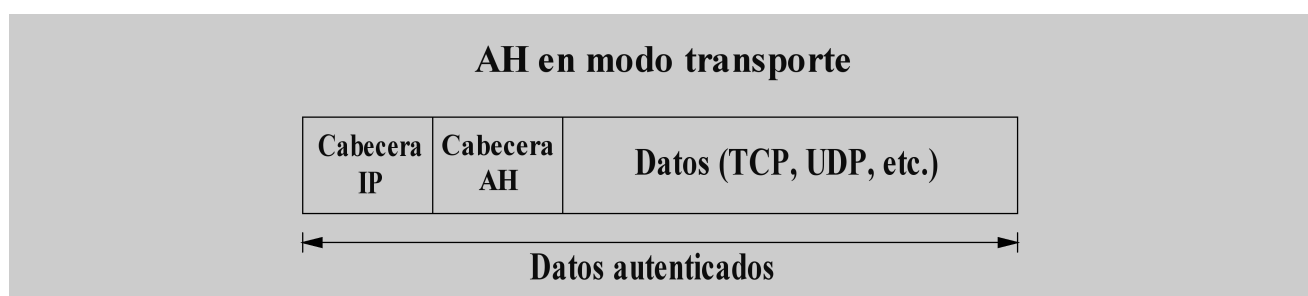 AH en modo transporte
Cabecera
IP
Cabecera
AH
Datos (TCP, UDP, etc.)
Datos autenticados